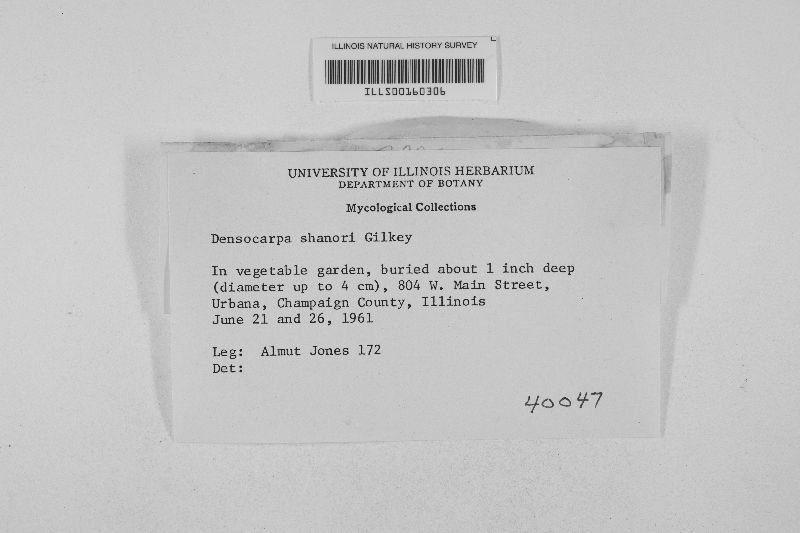 ILLINOIS NATURAL HISTORY SURVEY
ILLS00160306
UNIVERSITY OF ILLINOIS HERBARIUM
DEPARTMENT OF BOTANY
Mycological Collections
Densocarpa shanori Gilkey
In vegetable garden, buried about 1 inch deep
(diameter up to 4 cm), 804 W. Main Street,
Urbana, Champaign County, Illinois
June 21 and 26, 1961
Leg: Almut Jones 172
Det:
40047